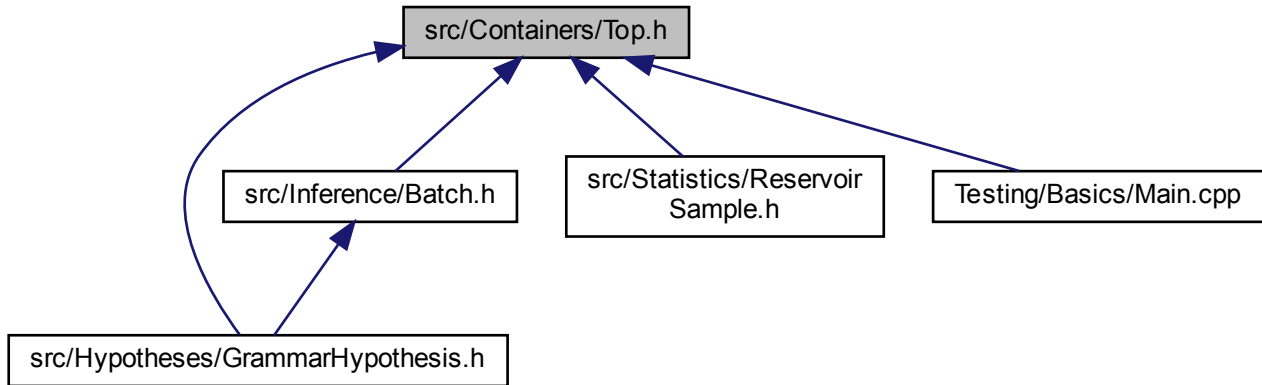 src/Containers/Top.h
src/Inference/Batch.h
src/Statistics/Reservoir
Sample.h
Testing/Basics/Main.cpp
src/Hypotheses/GrammarHypothesis.h